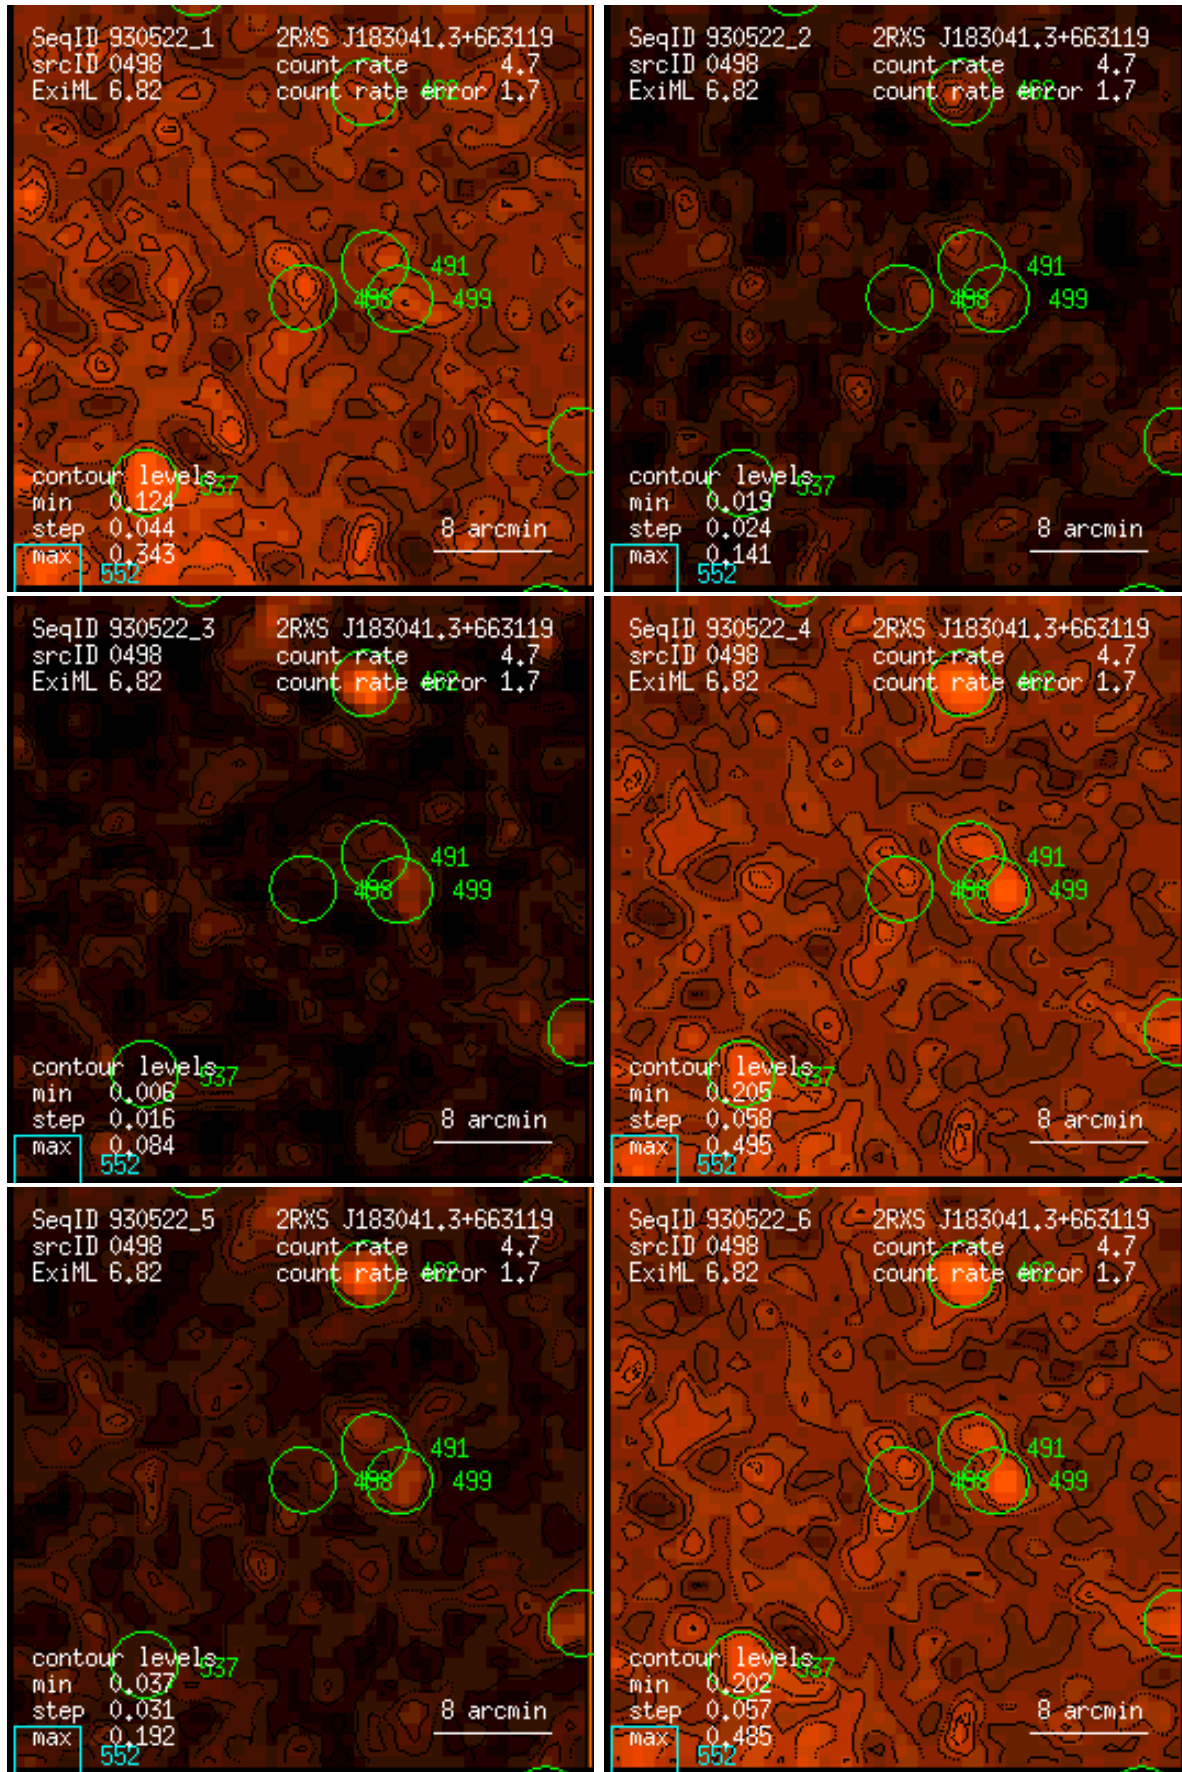 SeqID 930522_1 2RXS J183041.3+663119
srcID 0498 count rate 4.7
ExiML 6.82 count rate error 1.7
462
491
498 499
contour levels
537
min 0.124
step 0.044 8 arcmin
max 0.343
552
SeqID 930522_2 2RXS J183041.3+663119
srcID 0498 count rate 4.7
ExiML 6.82 count rate error 1.7
462
491
498 499
contour levels
537
min 0.019
step 0.024 8 arcmin
max 0.141
552
SeqID 930522_3 2RXS J183041.3+663119
srcID 0498 count rate 4.7
ExiML 6.82 count rate error 1.7
462
491
498 499
contour levels
537
min 0.006
step 0.016 8 arcmin
max 0.084
552
SeqID 930522_4 2RXS J183041.3+663119
srcID 0498 count rate 4.7
ExiML 6.82 count rate error 1.7
462
491
498 499
contour levels
537
min 0.205
step 0.058 8 arcmin
max 0.495
552
SeqID 930522_5 2RXS J183041.3+663119
srcID 0498 count rate 4.7
ExiML 6.82 count rate error 1.7
462
491
498 499
contour levels
537
min 0.037
step 0.031 8 arcmin
max 0.192
552
SeqID 930522_6 2RXS J183041.3+663119
srcID 0498 count rate 4.7
ExiML 6.82 count rate error 1.7
462
491
498 499
contour levels
537
min 0.202
step 0.057 8 arcmin
max 0.485
552